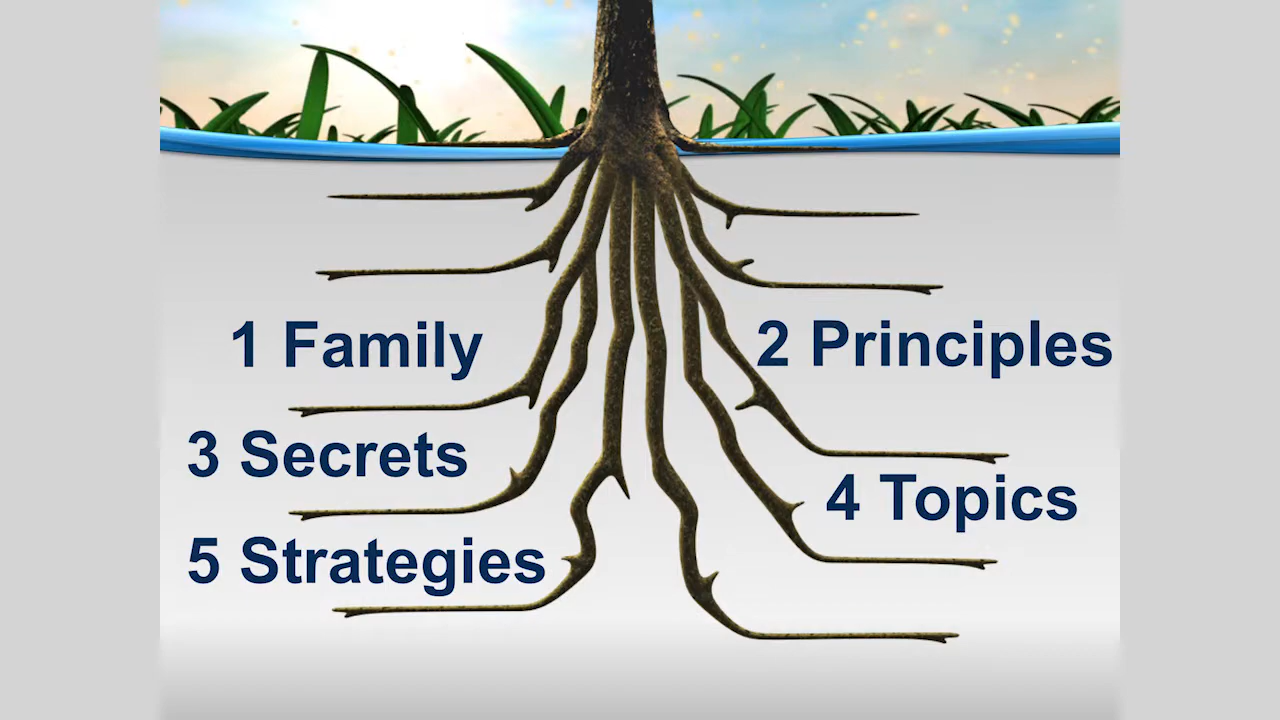 1 Family
2 Principles
3 Secrets
4 Topics
5 Strategies